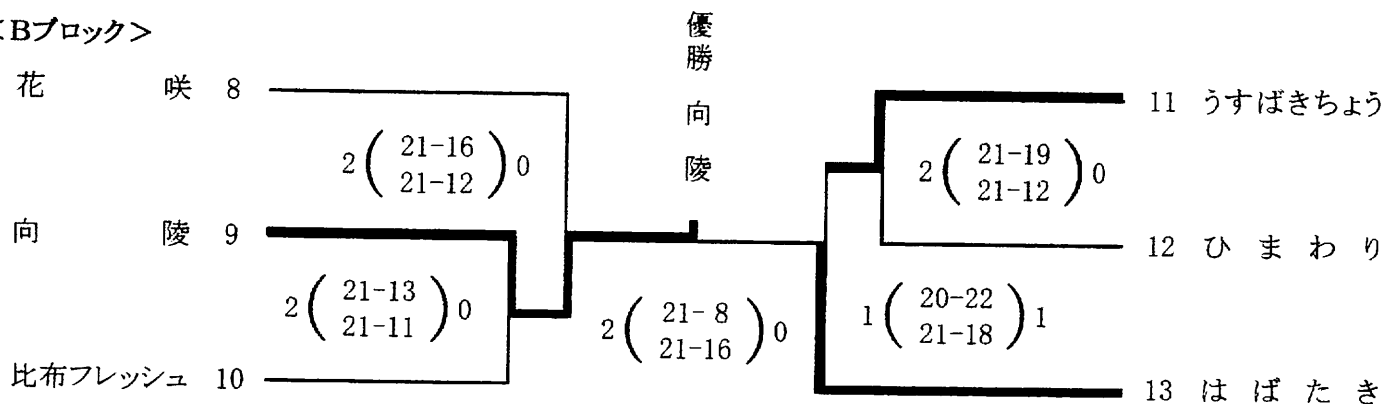 <Bブロック>
優勝 向陵
花咲 8
2 ( 21-16 21-12 ) 0
向陵 9
2 ( 21-13 21-11 ) 0
比布フレッシュ 10
2 ( 21- 8 21-16 ) 0
11 うすばきちょう
2 ( 21-19 21-12 ) 0
12 ひまわり
1 ( 20-22 21-18 ) 1
13 はばたき